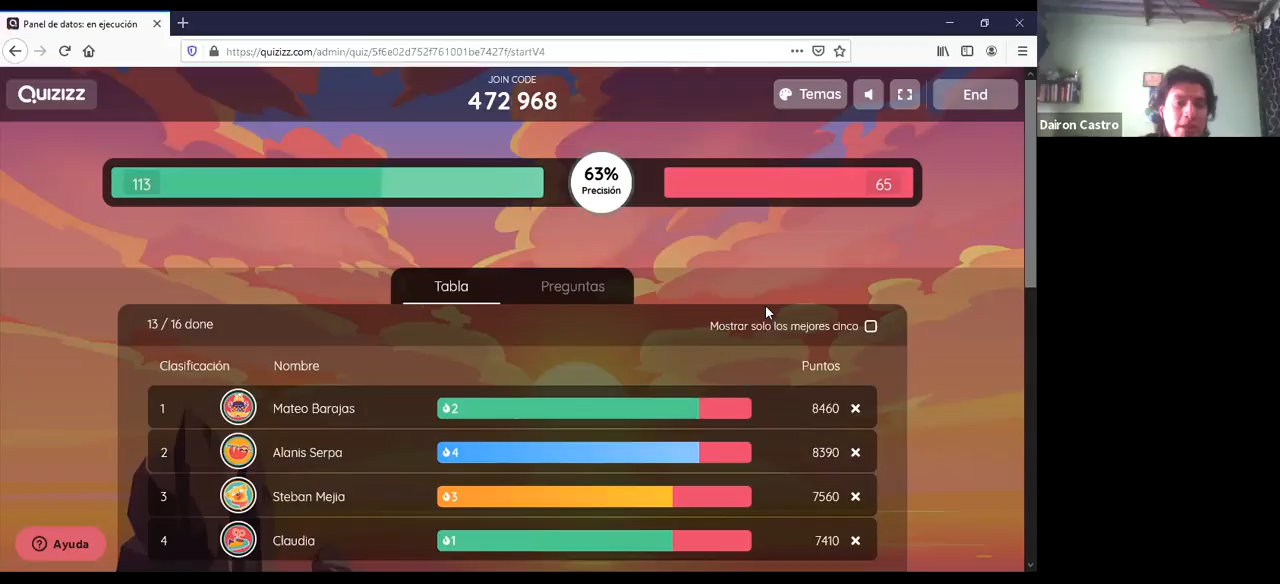 Panel de datos: en ejecución
https://quizizz.com/admin/quiz/5f6e02d752f761001be7427f/startV4
QUIZIZZ
JOIN CODE
472 968
Temas
End
Dairon Castro
113
63%
Precisión
65
Tabla
Preguntas
13 / 16 done
Mostrar solo los mejores cinco
Clasificación
Nombre
Puntos
1
Mateo Barajas
2
8460
2
Alanis Serpa
4
8390
3
Steban Mejia
3
7560
4
Claudia
1
7410
Ayuda